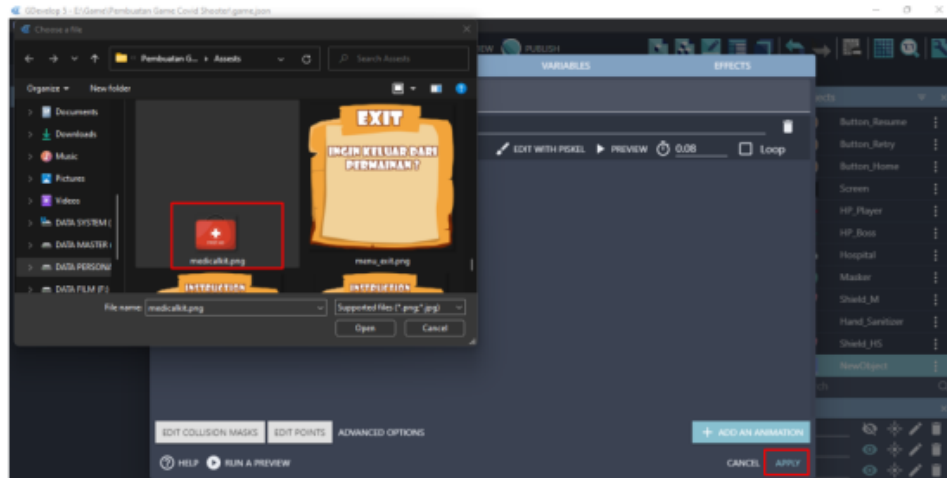 GDevelop 5 - E:\Game\Pembuatan Game Covid Shooter\game.json
Choose a file
Pembuatan G... > Assests
Search Assests
PUBLISH
VARIABLES
EFFECTS
Organize
New folder
Documents
Downloads
Music
Pictures
Videos
DATA SYSTEM (
DATA MASTER
DATA PERSONA
DATA FILM (F:)
EXIT
INGIN KELUAR DARI
PERMAINAN ?
medicalkit.png
menu_exit.png
INSTRUCTION
INSTRUCTION
File name:
medicalkit.png
Supported files (*.png;*.jpg)
Open
Cancel
EDIT WITH PISKEL
PREVIEW
0.08
Loop
Button_Resume
Button_Retry
Button_Home
Screen
HP_Player
HP_Boss
Hospital
Masker
Shield_M
Hand_Sanitizer
Shield_HS
NewObject
EDIT COLLISION MASKS
EDIT POINTS
ADVANCED OPTIONS
+ ADD AN ANIMATION
HELP
RUN A PREVIEW
CANCEL
APPLY